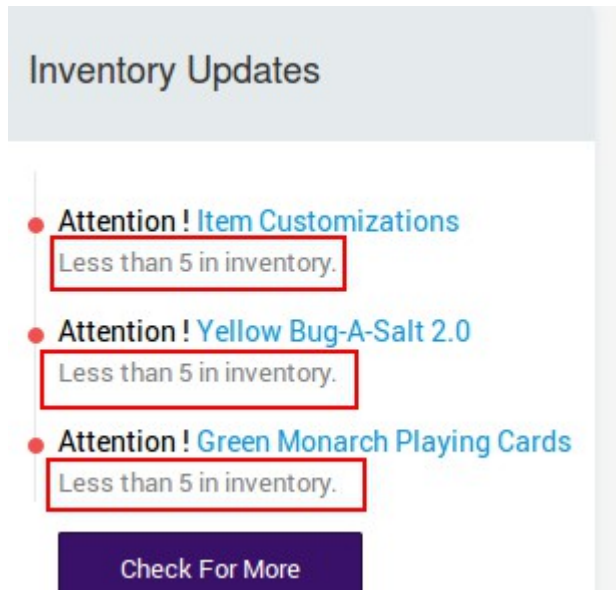 Inventory Updates
Attention ! Item Customizations
Less than 5 in inventory.
Attention ! Yellow Bug-A-Salt 2.0
Less than 5 in inventory.
Attention ! Green Monarch Playing Cards
Less than 5 in inventory.
Check For More